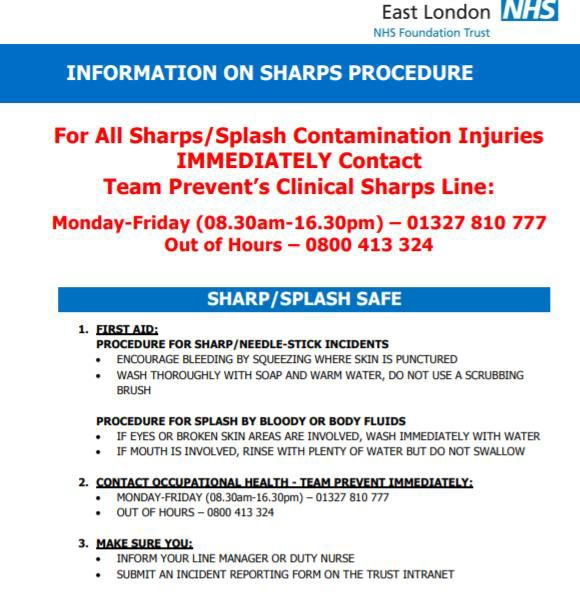 East London NHS
NHS Foundation Trust
INFORMATION ON SHARPS PROCEDURE
For All Sharps/Splash Contamination Injuries
IMMEDIATELY Contact
Team Prevent's Clinical Sharps Line:
Monday-Friday (08.30am-16.30pm) – 01327 810 777
Out of Hours – 0800 413 324
SHARP/SPLASH SAFE
1. FIRST AID:
PROCEDURE FOR SHARP/NEEDLE-STICK INCIDENTS
• ENCOURAGE BLEEDING BY SQUEEZING WHERE SKIN IS PUNCTURED
• WASH THOROUGHLY WITH SOAP AND WARM WATER, DO NOT USE A SCRUBBING
BRUSH
PROCEDURE FOR SPLASH BY BLOODY OR BODY FLUIDS
• IF EYES OR BROKEN SKIN AREAS ARE INVOLVED, WASH IMMEDIATELY WITH WATER
• IF MOUTH IS INVOLVED, RINSE WITH PLENTY OF WATER BUT DO NOT SWALLOW
2. CONTACT OCCUPATIONAL HEALTH - TEAM PREVENT IMMEDIATELY:
• MONDAY-FRIDAY (08.30am-16.30pm) – 01327 810 777
• OUT OF HOURS – 0800 413 324
3. MAKE SURE YOU:
• INFORM YOUR LINE MANAGER OR DUTY NURSE
• SUBMIT AN INCIDENT REPORTING FORM ON THE TRUST INTRANET